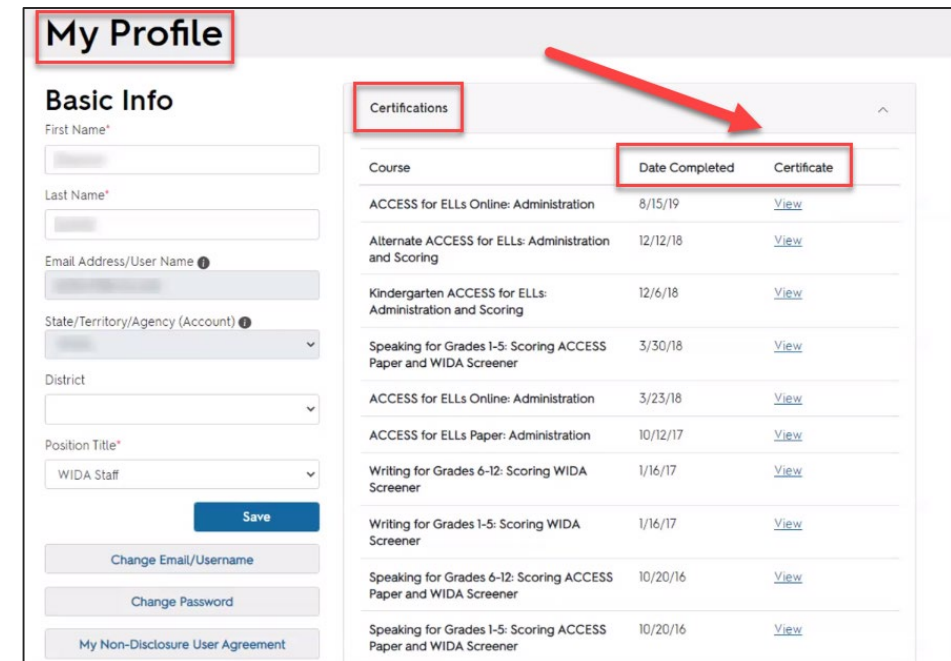 My Profile
Basic Info
First Name*
Last Name*
Email Address/User Name
State/Territory/Agency (Account)
District
Position Title*
WIDA Staff
Save
Change Email/Username
Change Password
My Non-Disclosure User Agreement
Certifications
Course Date Completed Certificate
ACCESS for ELLs Online: Administration 8/15/19 View
Alternate ACCESS for ELLs: Administration 12/12/18 View
and Scoring
Kindergarten ACCESS for ELLs: 12/6/18 View
Administration and Scoring
Speaking for Grades 1-5: Scoring ACCESS 3/30/18 View
Paper and WIDA Screener
ACCESS for ELLs Online: Administration 3/23/18 View
ACCESS for ELLs Paper: Administration 10/12/17 View
Writing for Grades 6-12: Scoring WIDA 1/16/17 View
Screener
Writing for Grades 1-5: Scoring WIDA 1/16/17 View
Screener
Speaking for Grades 6-12: Scoring ACCESS 10/20/16 View
Paper and WIDA Screener
Speaking for Grades 1-5: Scoring ACCESS 10/20/16 View
Paper and WIDA Screener